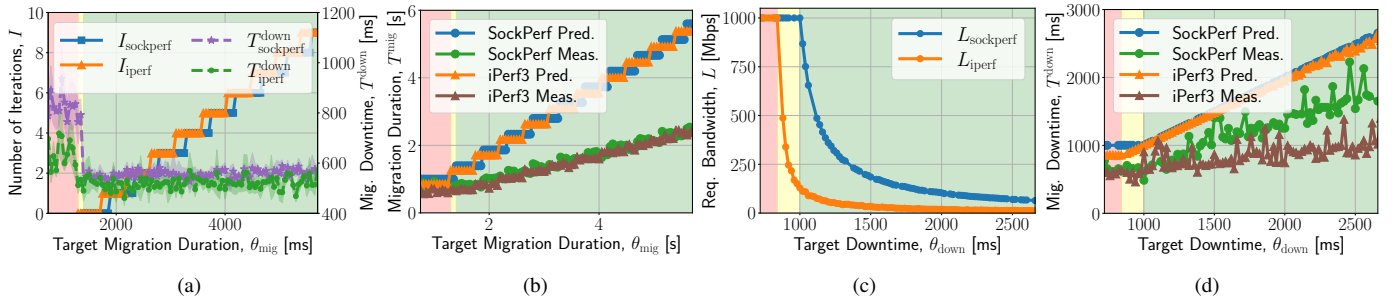 10
8
6
4
2
0
Number of Iterations, I
I_sockperf
I_iperf
T^down_sockperf
T^down_iperf
1200
1000
800
600
400
Mig. Downtime, T^down [ms]
2000
4000
Target Migration Duration, θ_mig [ms]
(a)
6
4
2
0
Migration Duration, T^mig [s]
SockPerf Pred.
SockPerf Meas.
iPerf3 Pred.
iPerf3 Meas.
2
4
Target Migration Duration, θ_mig [s]
(b)
1000
750
500
250
0
Req. Bandwidth, L [Mbps]
L_sockperf
L_iperf
1000
1500
2000
2500
Target Downtime, θ_down [ms]
(c)
3000
2000
1000
0
Mig. Downtime, T^down [ms]
SockPerf Pred.
SockPerf Meas.
iPerf3 Pred.
iPerf3 Meas.
1000
1500
2000
2500
Target Downtime, θ_down [ms]
(d)